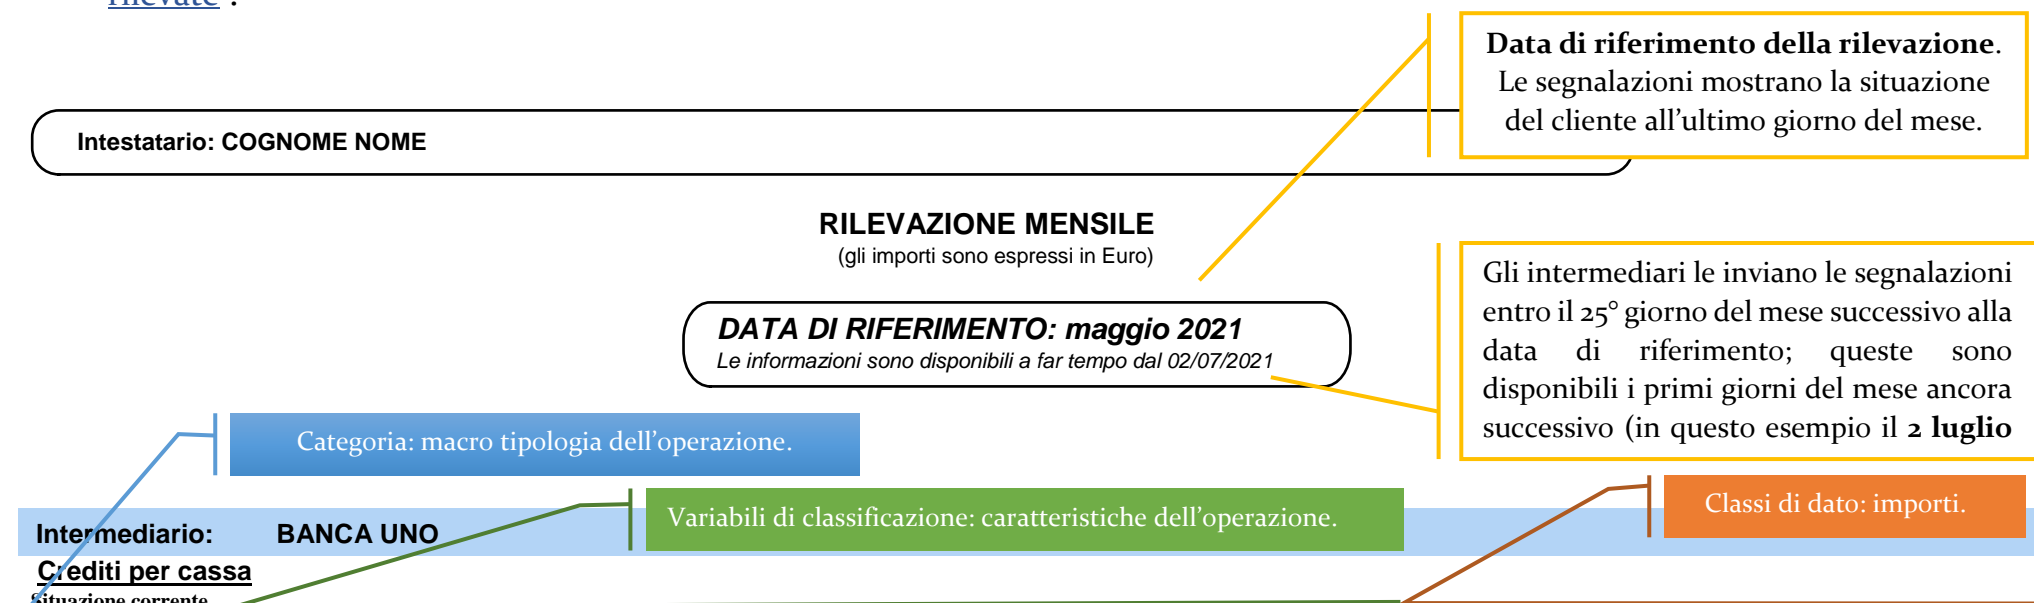 rilevate".
Data di riferimento della rilevazione.
Le segnalazioni mostrano la situazione
del cliente all'ultimo giorno del mese.
Intestatario: COGNOME NOME
RILEVAZIONE MENSILE
(gli importi sono espressi in Euro)
DATA DI RIFERIMENTO: maggio 2021
Le informazioni sono disponibili a far tempo dal 02/07/2021
Gli intermediari le inviano le segnalazioni
entro il 25° giorno del mese successivo alla
data di riferimento; queste sono
disponibili i primi giorni del mese ancora
successivo (in questo esempio il 2 luglio
Categoria: macro tipologia dell'operazione.
Variabili di classificazione: caratteristiche dell'operazione.
Classi di dato: importi.
Intermediario: BANCA UNO
Crediti per cassa
Situazione corrente